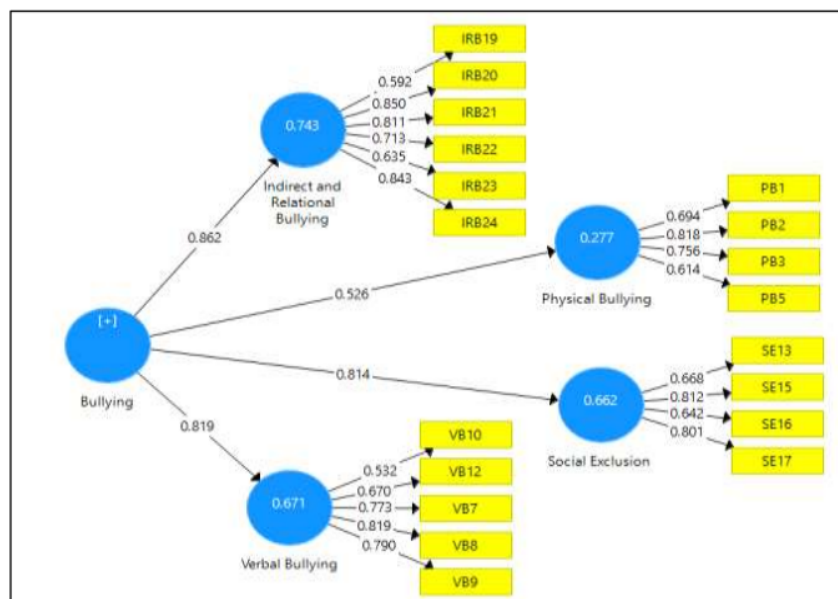 IRB19
0.592
IRB20
0.850
IRB21
0.811
0.743
0.713
IRB22
0.635
IRB23
0.843
IRB24
Indirect and
Relational
Bullying
0.862
PB1
0.694
PB2
0.818
0.277
0.756
PB3
0.614
PB5
Physical Bullying
0.526
[+]
Bullying
0.814
SE13
0.668
SE15
0.812
0.662
0.642
SE16
0.801
SE17
Social Exclusion
0.819
VB10
0.532
VB12
0.670
0.671
0.773
VB7
0.819
VB8
0.790
VB9
Verbal Bullying